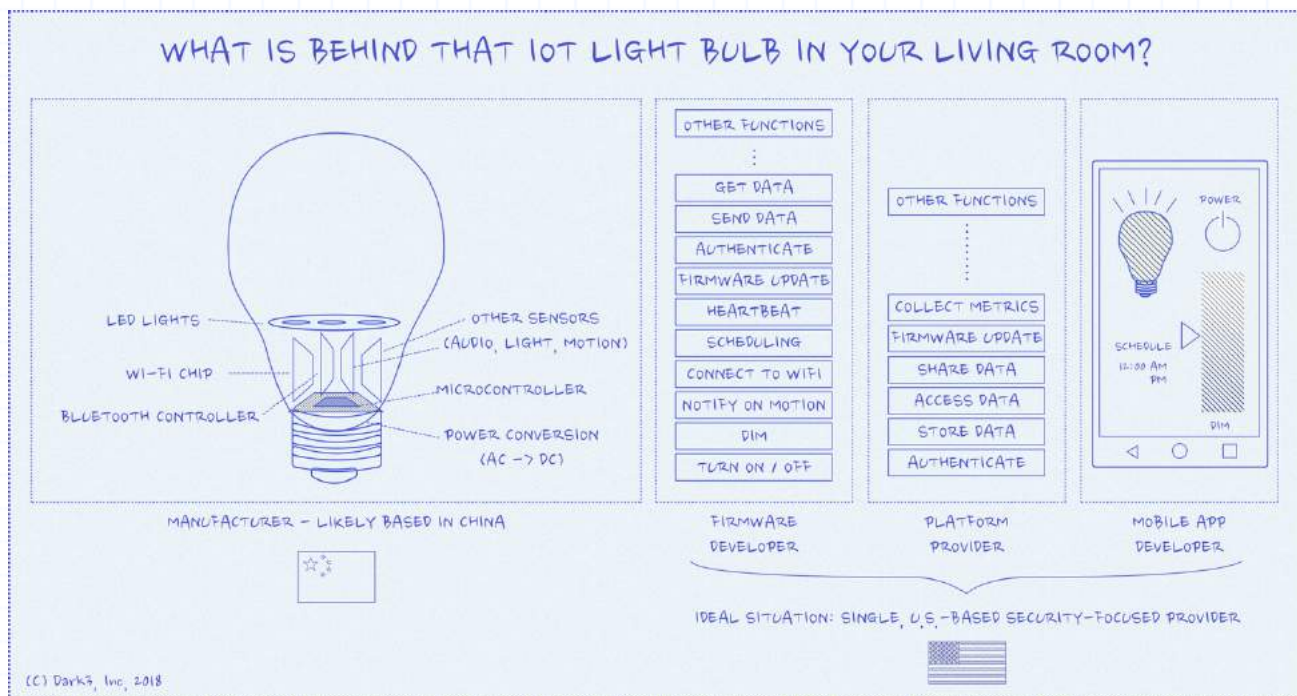 WHAT IS BEHIND THAT IOT LIGHT BULB IN YOUR LIVING ROOM?
LED LIGHTS
WI-FI CHIP
BLUETOOTH CONTROLLER
OTHER SENSORS
(AUDIO, LIGHT, MOTION)
MICROCONTROLLER
POWER CONVERSION
(AC -> DC)
MANUFACTURER - LIKELY BASED IN CHINA
OTHER FUNCTIONS
GET DATA
SEND DATA
AUTHENTICATE
FIRMWARE UPDATE
HEARTBEAT
SCHEDULING
CONNECT TO WIFI
NOTIFY ON MOTION
DIM
TURN ON / OFF
FIRMWARE
DEVELOPER
OTHER FUNCTIONS
COLLECT METRICS
FIRMWARE UPDATE
SHARE DATA
ACCESS DATA
STORE DATA
AUTHENTICATE
PLATFORM
PROVIDER
POWER
SCHEDULE
12:00 AM
PM
DIM
MOBILE APP
DEVELOPER
IDEAL SITUATION: SINGLE, U.S.-BASED SECURITY-FOCUSED PROVIDER
(C) Dark3, Inc, 2018